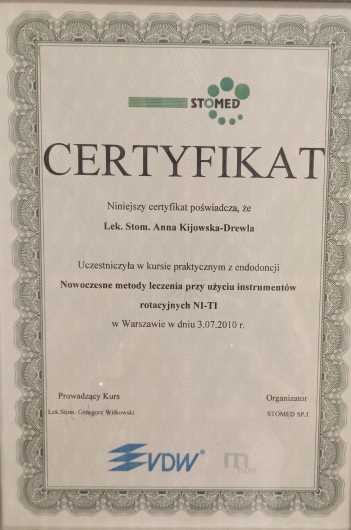 STOMED
CERTYFIKAT
Niniejszy certyfikat poświadcza, że
Lek. Stom. Anna Kijowska-Drewla
Uczestniczyła w kursie praktycznym z endodoncji
Nowoczesne metody leczenia przy użyciu instrumentów
rotacyjnych NI-TI
w Warszawie w dniu 3.07.2010 r.
Prowadzący Kurs
Organizator
Lek Stom. Grzegorz Witkowski
STOMED SP.J.
VDW®